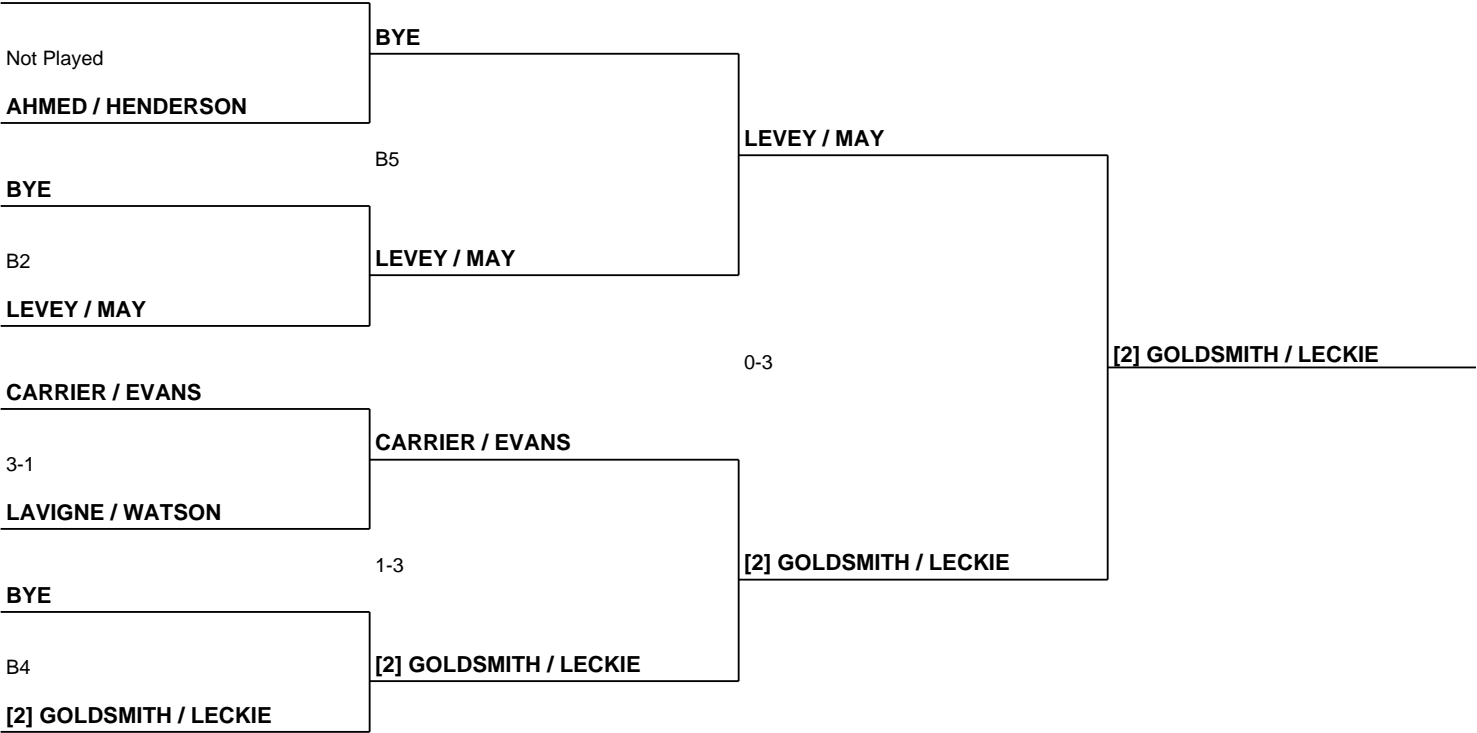 BYE
Not Played
AHMED / HENDERSON
LEVEY / MAY
B5
BYE
B2
LEVEY / MAY
LEVEY / MAY
0-3
[2] GOLDSMITH / LECKIE
CARRIER / EVANS
CARRIER / EVANS
3-1
LAVIGNE / WATSON
1-3
[2] GOLDSMITH / LECKIE
BYE
B4
[2] GOLDSMITH / LECKIE
[2] GOLDSMITH / LECKIE